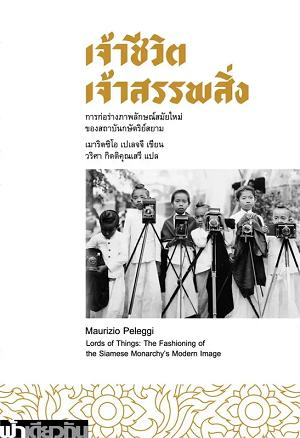 เจ้าชีวิต
เจ้าสรรพสิ่ง
การก่อร่างภาพลักษณ์สมัยใหม่
ของสถาบันกษัตริย์สยาม
เมาริตซิโอ เปเลจจี เขียน
วริศา กิตติคุณเสรี แปล
Maurizio Peleggi
Lords of Things: The Fashioning of
the Siamese Monarchy's Modern Image
ฟ้าเดียวกัน